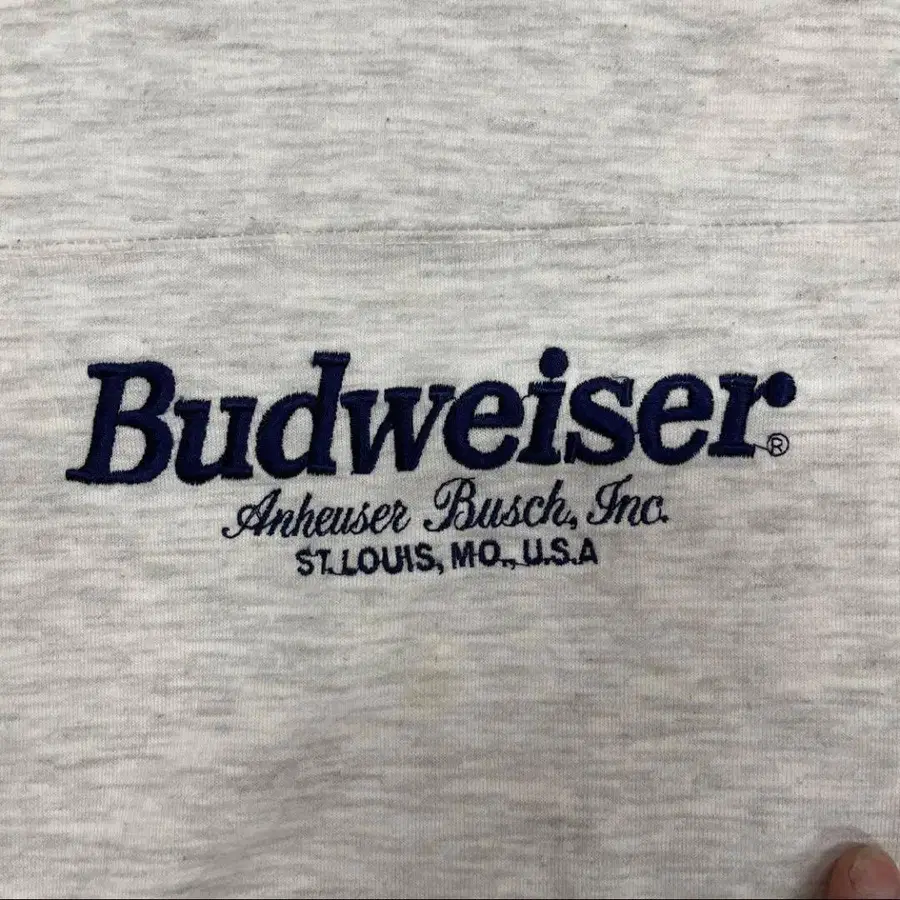 Budweiser®
Anheuser Busch, Inc.
ST. LOUIS, MO., U.S.A